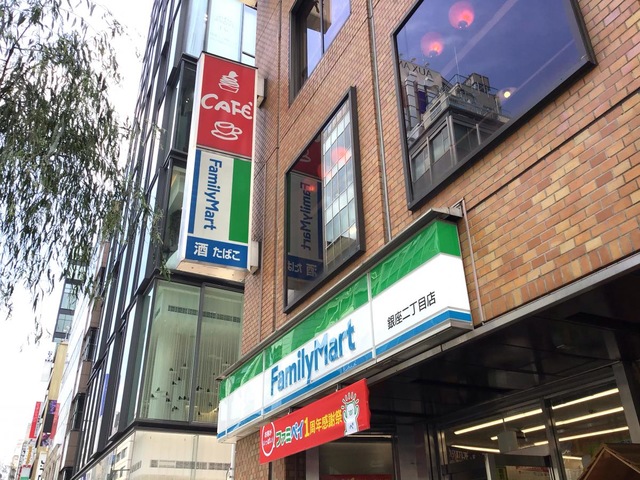 CAFE
FamilyMart
酒 たばこ
FamilyMart
銀座二丁目店
ファミペイ1周年感謝祭